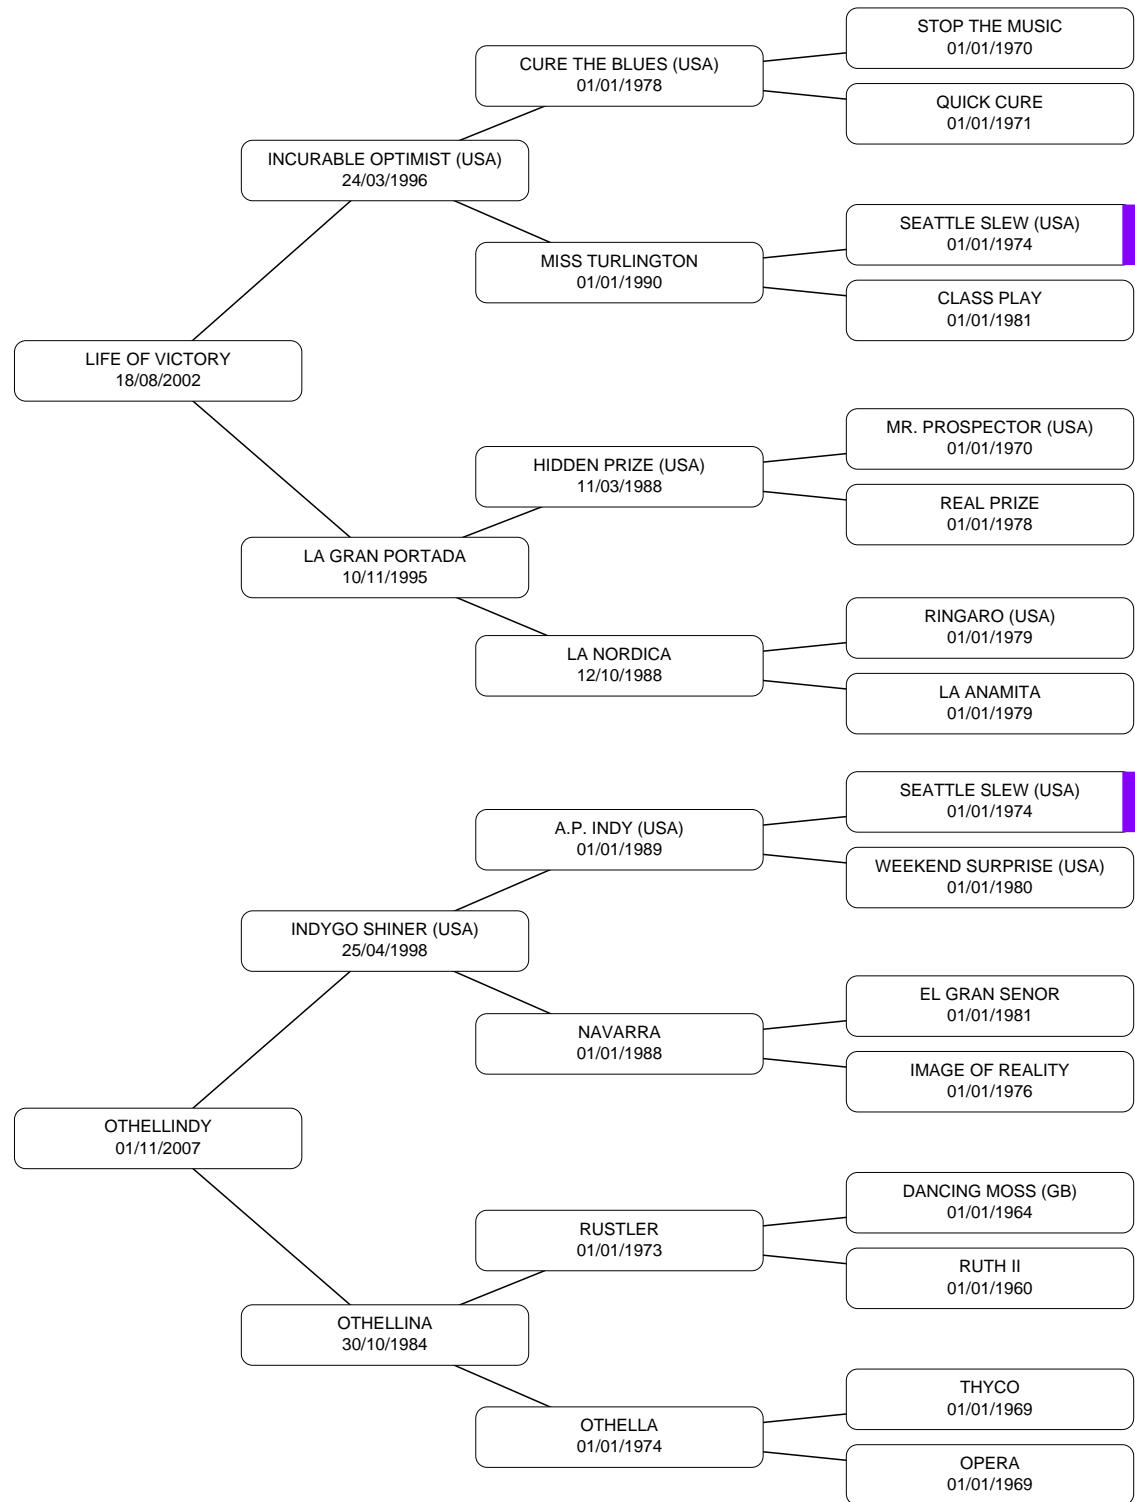 STOP THE MUSIC
01/01/1970
CURE THE BLUES (USA)
01/01/1978
QUICK CURE
01/01/1971
INCURABLE OPTIMIST (USA)
24/03/1996
SEATTLE SLEW (USA)
01/01/1974
MISS TURLINGTON
01/01/1990
CLASS PLAY
01/01/1981
LIFE OF VICTORY
18/08/2002
MR. PROSPECTOR (USA)
01/01/1970
HIDDEN PRIZE (USA)
11/03/1988
REAL PRIZE
01/01/1978
LA GRAN PORTADA
10/11/1995
RINGARO (USA)
01/01/1979
LA NORDICA
12/10/1988
LA ANAMITA
01/01/1979
SEATTLE SLEW (USA)
01/01/1974
A.P. INDY (USA)
01/01/1989
WEEKEND SURPRISE (USA)
01/01/1980
INDYGO SHINER (USA)
25/04/1998
EL GRAN SENOR
01/01/1981
NAVARRA
01/01/1988
IMAGE OF REALITY
01/01/1976
OTHELLINDY
01/11/2007
DANCING MOSS (GB)
01/01/1964
RUSTLER
01/01/1973
RUTH II
01/01/1960
OTHELLINA
30/10/1984
THYCO
01/01/1969
OTHELLA
01/01/1974
OPERA
01/01/1969